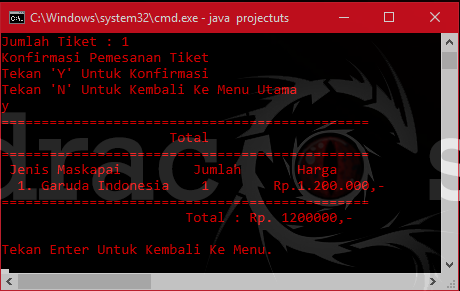 C:\Windows\system32\cmd.exe - java  projectuts
Jumlah Tiket : 1
Konfirmasi Pemesanan Tiket
Tekan 'Y' Untuk Konfirmasi
Tekan 'N' Untuk Kembali Ke Menu Utama
y
==============================================
Total
==============================================
Jenis Maskapai Jumlah Harga
1. Garuda Indonesia 1 Rp.1.200.000,-
==============================================
Total : Rp. 1200000,-
Tekan Enter Untuk Kembali Ke Menu.